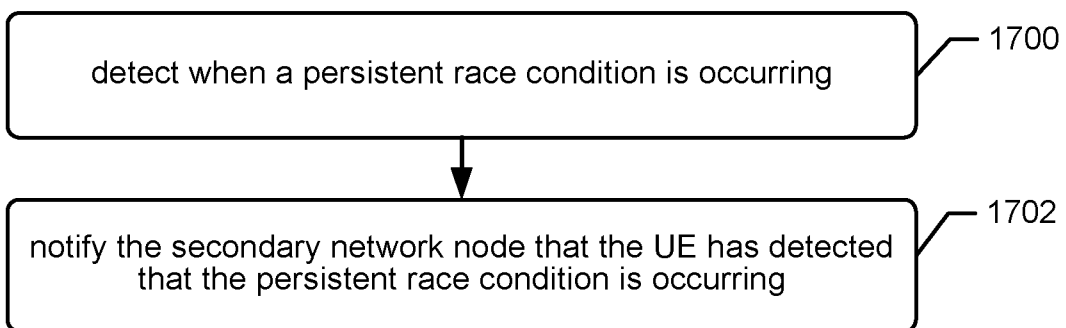 detect when a persistent race condition is occurring
1700
notify the secondary network node that the UE has detected
that the persistent race condition is occurring
1702